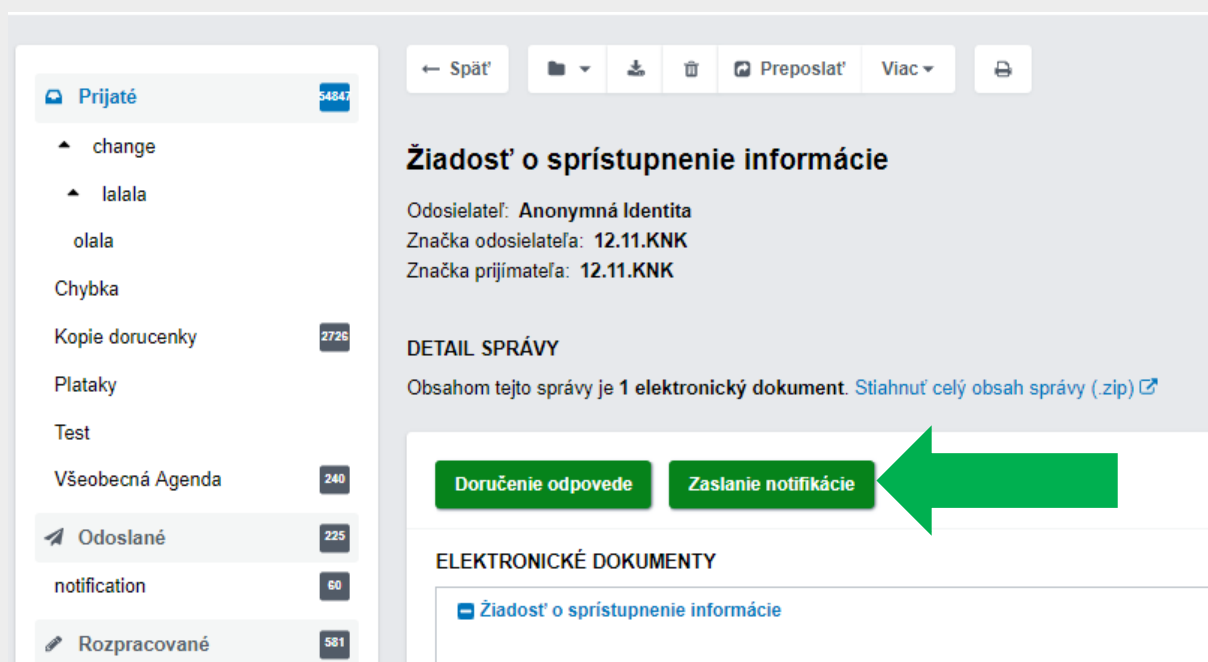 Prijaté 54847
change
lalala
olala
Chybka
Kopie dorucenky 2726
Plataky
Test
Všeobecná Agenda 240
Odoslané 225
notification 60
Rozpracované 581
← Späť
Preposlať
Viac
Žiadosť o sprístupnenie informácie
Odosielateľ: Anonymná Identita
Značka odosielateľa: 12.11.KNK
Značka prijímateľa: 12.11.KNK
DETAIL SPRÁVY
Obsahom tejto správy je 1 elektronický dokument. Stiahnuť celý obsah správy (.zip)
Doručenie odpovede
Zaslanie notifikácie
ELEKTRONICKÉ DOKUMENTY
Žiadosť o sprístupnenie informácie